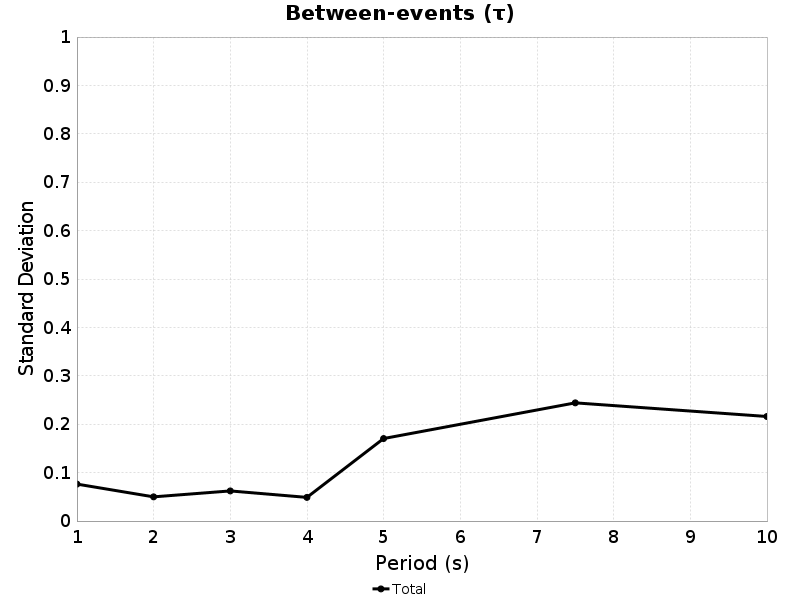 Between-events (τ)
1
0.9
0.8
0.7
0.6
0.5
0.4
0.3
0.2
0.1
0
Standard Deviation
1 2 3 4 5 6 7 8 9 10
Period (s)
Total